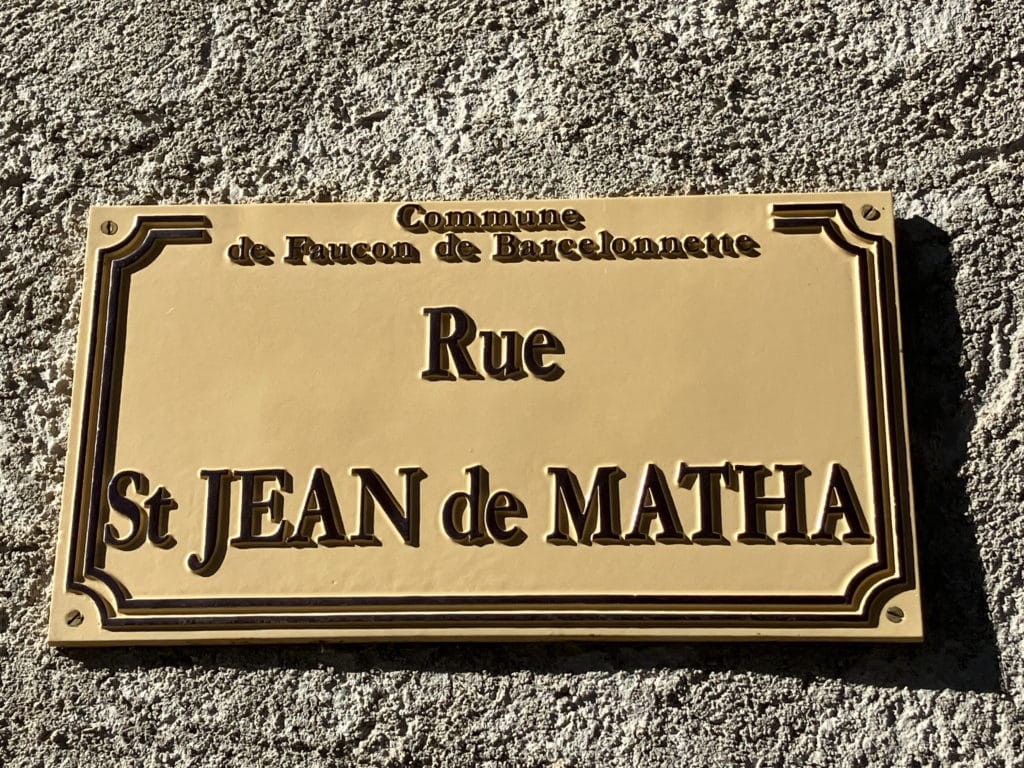 Commune
de Faucon de Barcelonnette
Rue
St JEAN de MATHA